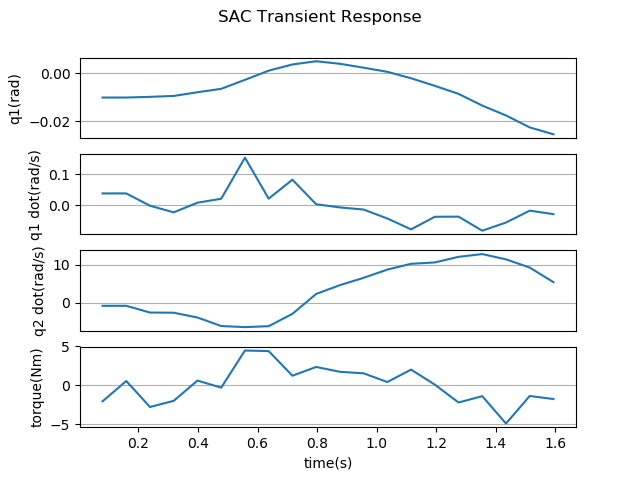 SAC Transient Response
q1(rad)
0.00
−0.02
q1 dot(rad/s)
0.1
0.0
q2 dot(rad/s)
10
0
torque(Nm)
5
0
−5
0.2 0.4 0.6 0.8 1.0 1.2 1.4 1.6
time(s)